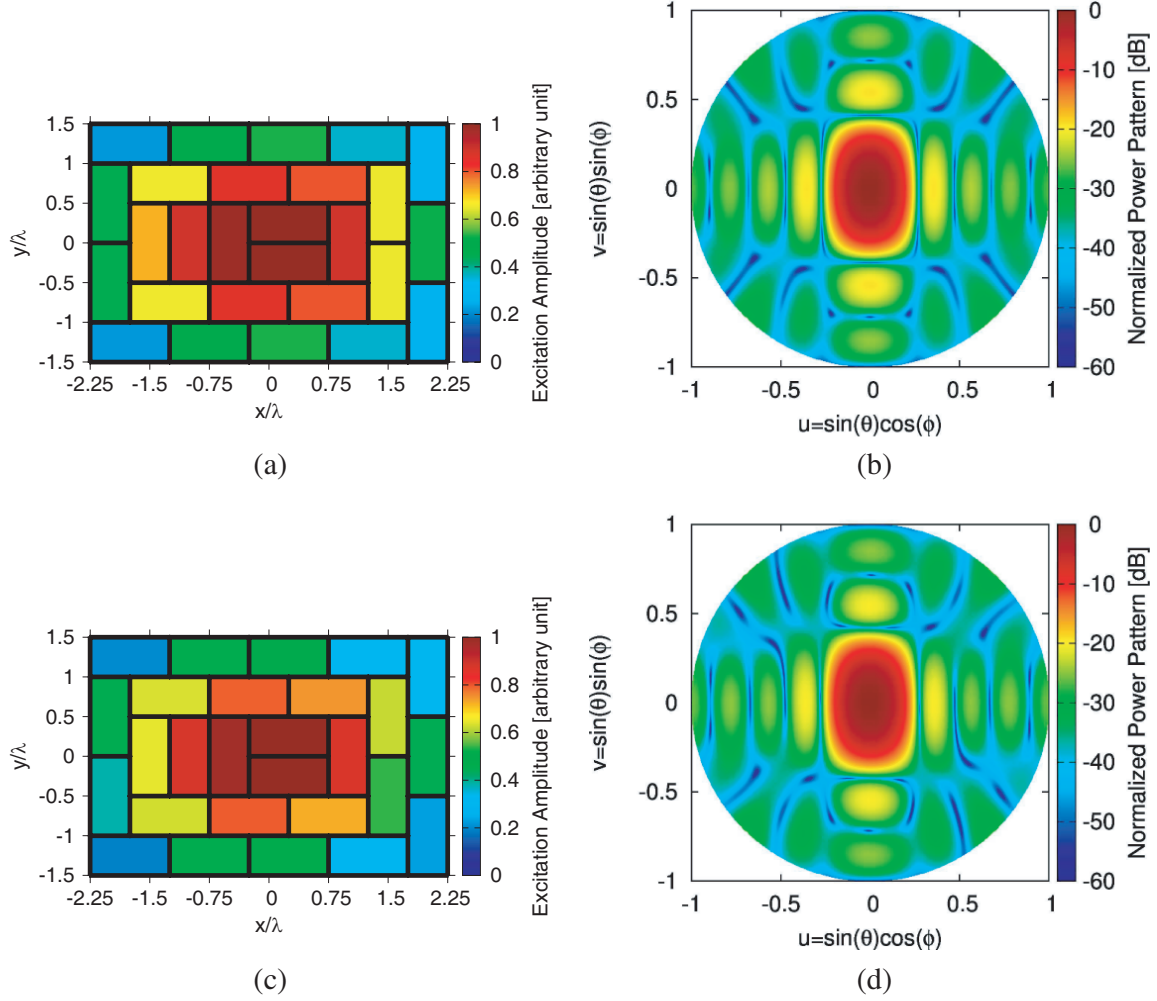 1.5
1
0.5
0
-0.5
-1
-1.5
y/λ
-2.25 -1.5 -0.75 0 0.75 1.5 2.25
x/λ
1
0.8
0.6
0.4
0.2
0
Excitation Amplitude [arbitrary unit]
(a)
1
0.5
0
-0.5
-1
v=sin(θ)sin(ϕ)
-1 -0.5 0 0.5 1
u=sin(θ)cos(ϕ)
0
-10
-20
-30
-40
-50
-60
Normalized Power Pattern [dB]
(b)
1.5
1
0.5
0
-0.5
-1
-1.5
y/λ
-2.25 -1.5 -0.75 0 0.75 1.5 2.25
x/λ
1
0.8
0.6
0.4
0.2
0
Excitation Amplitude [arbitrary unit]
(c)
1
0.5
0
-0.5
-1
v=sin(θ)sin(ϕ)
-1 -0.5 0 0.5 1
u=sin(θ)cos(ϕ)
0
-10
-20
-30
-40
-50
-60
Normalized Power Pattern [dB]
(d)